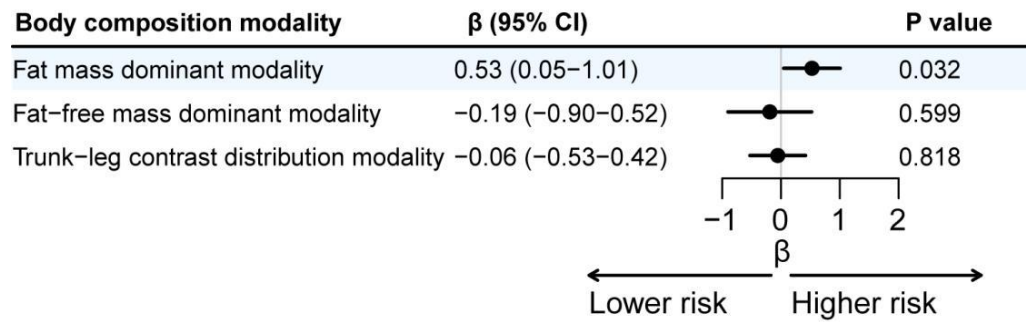 Body composition modality β (95% CI) P value
Fat mass dominant modality 0.53 (0.05−1.01) 0.032
Fat−free mass dominant modality −0.19 (−0.90−0.52) 0.599
Trunk−leg contrast distribution modality −0.06 (−0.53−0.42) 0.818
−1 0 1 2
β
Lower risk Higher risk